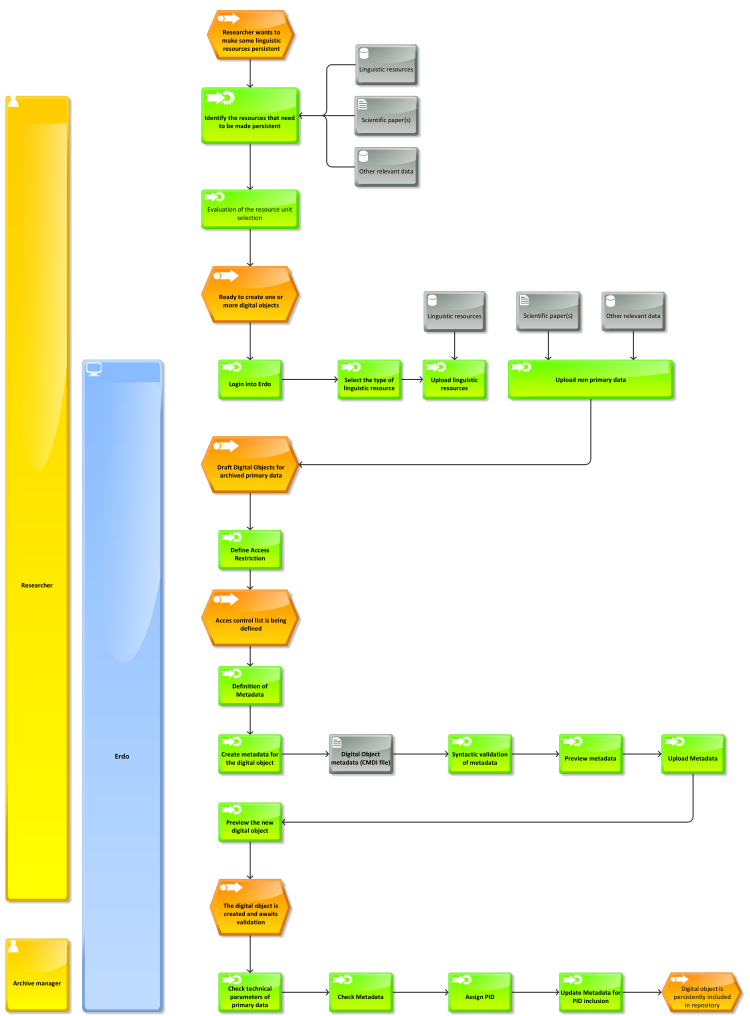 Researcher wants to
make some linguistic
resources persistent
Linguistic resources
Identify the resources that need
to be made persistent
Scientific paper(s)
Other relevant data
Evaluation of the resource unit
selection
Ready to create one or
more digital objects
Linguistic resources
Scientific paper(s)
Other relevant data
Login into Erdo
Select the type of
linguistic resource
Upload linguistic
resources
Upload non primary data
Draft Digital Objects for
archived primary data
Define Access
Restriction
Researcher
Acces control list is being
defined
Definition of
Metadata
Erdo
Create metadata for
the digital object
Digital Object
metadata (CMDI file)
Syntactic validation
of metadata
Preview metadata
Upload Metadata
Preview the new
digital object
The digital object is
created and awaits
validation
Archive manager
Check technical
parameters of
primary data
Check Metadata
Assign PID
Update Metadata for
PID inclusion
Digital object is
persistently included
in repository